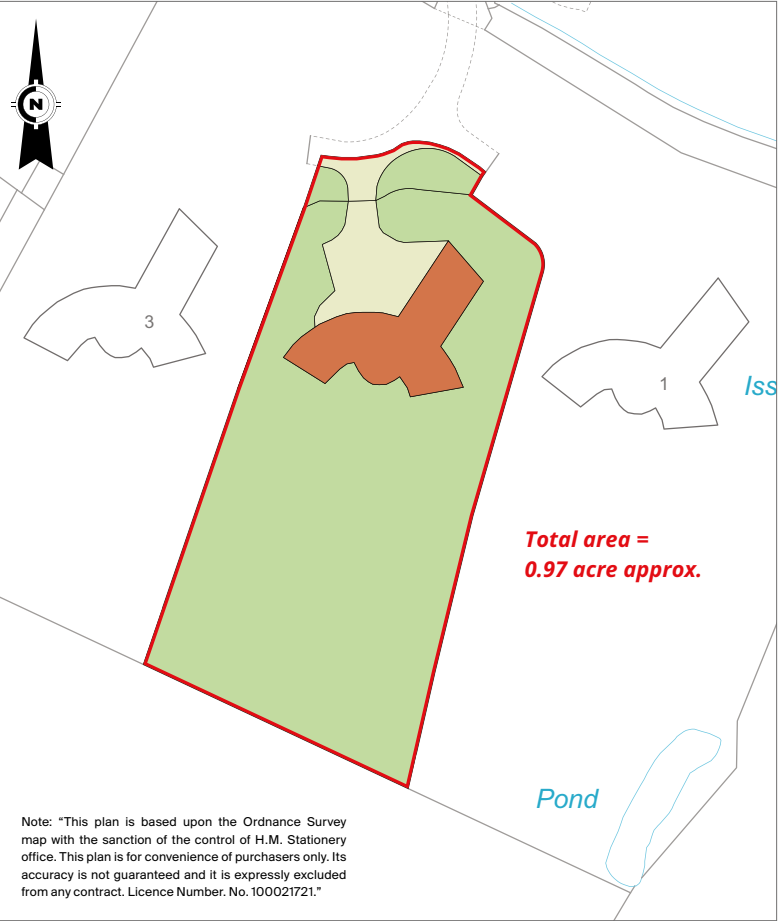 N
3
1
Iss
Total area =
0.97 acre approx.
Pond
Note: “This plan is based upon the Ordnance Survey
map with the sanction of the control of H.M. Stationery
office. This plan is for convenience of purchasers only. Its
accuracy is not guaranteed and it is expressly excluded
from any contract. Licence Number. No. 100021721.”